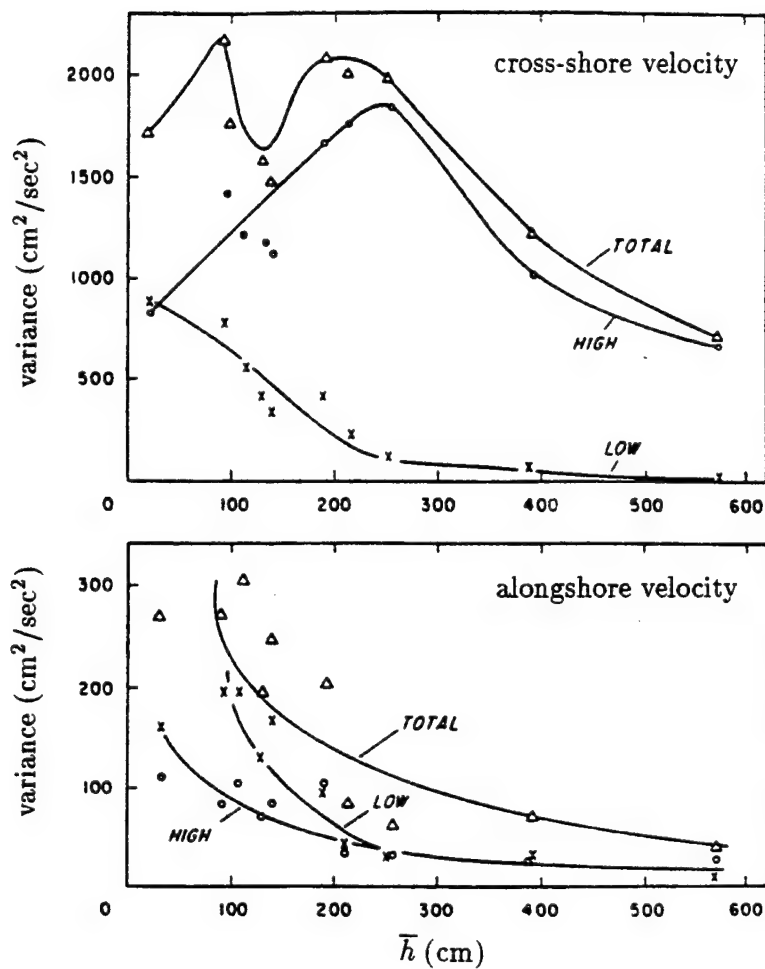 cross-shore velocity
variance (cm²/sec²)
2000
1500
1000
500
TOTAL
HIGH
LOW
0 100 200 300 400 500 600
alongshore velocity
variance (cm²/sec²)
300
200
100
TOTAL
LOW
HIGH
0 100 200 300 400 500 600
h̅ (cm)